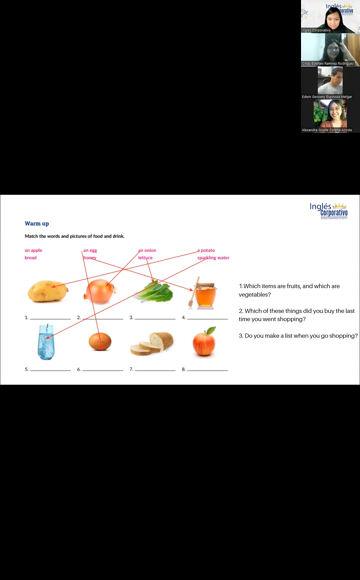 Inglés Corporativo
Inglés
Corporativo
Warm up
Match the words and pictures of food and drink.
an apple an egg an onion a potato
bread honey lettuce sparkling water
1. 2. 3. 4.
5. 6. 7. 8.
1.Which items are fruits, and which are
vegetables?
2. Which of these things did you buy the last
time you went shopping?
3. Do you make a list when you go shopping?